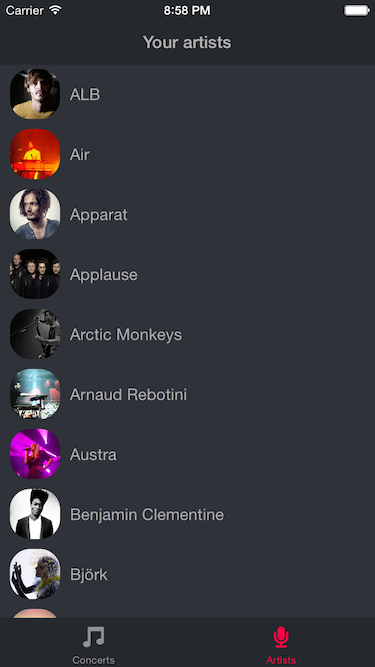 Carrier 8:58 PM
Your artists
ALB
Air
Apparat
Applause
Arctic Monkeys
Arnaud Rebotini
Austra
Benjamin Clementine
Björk
Concerts Artists